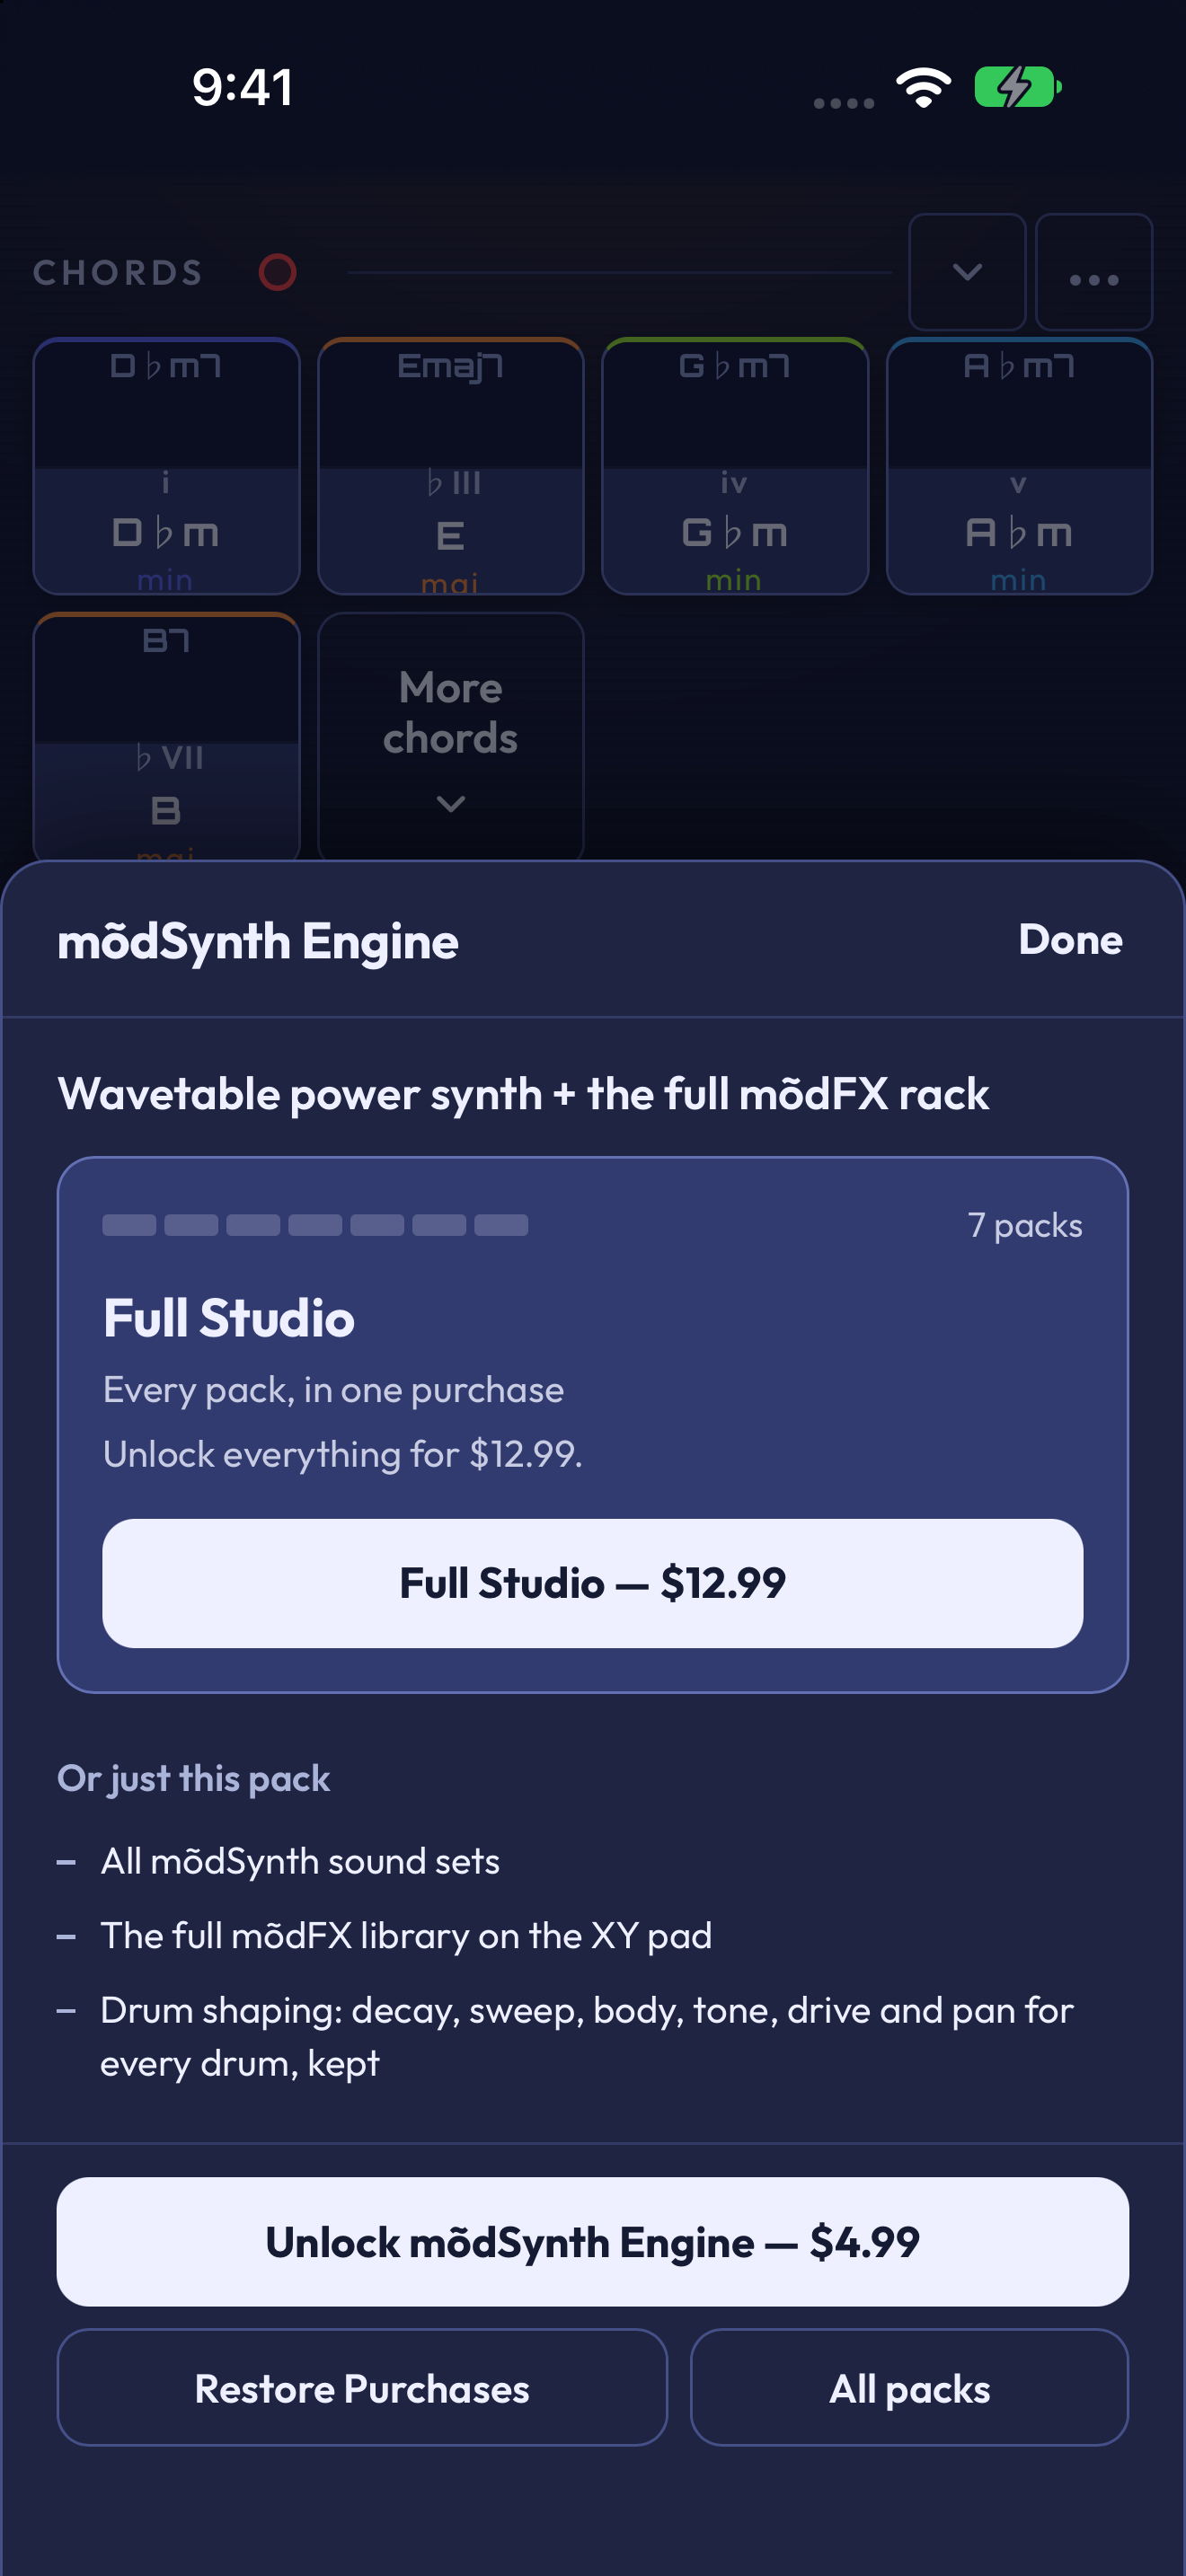 9:41
CHORDS
D♭m7
Emaj7
G♭m7
A♭m7
i
♭III
iv
v
D♭m
E
G♭m
A♭m
min
maj
min
min
B7
More
chords
♭VII
B
maj
mõdSynth Engine
Done
Wavetable power synth + the full mõdFX rack
7 packs
Full Studio
Every pack, in one purchase
Unlock everything for $12.99.
Full Studio — $12.99
Or just this pack
– All mõdSynth sound sets
– The full mõdFX library on the XY pad
– Drum shaping: decay, sweep, body, tone, drive and pan for
every drum, kept
Unlock mõdSynth Engine — $4.99
Restore Purchases
All packs